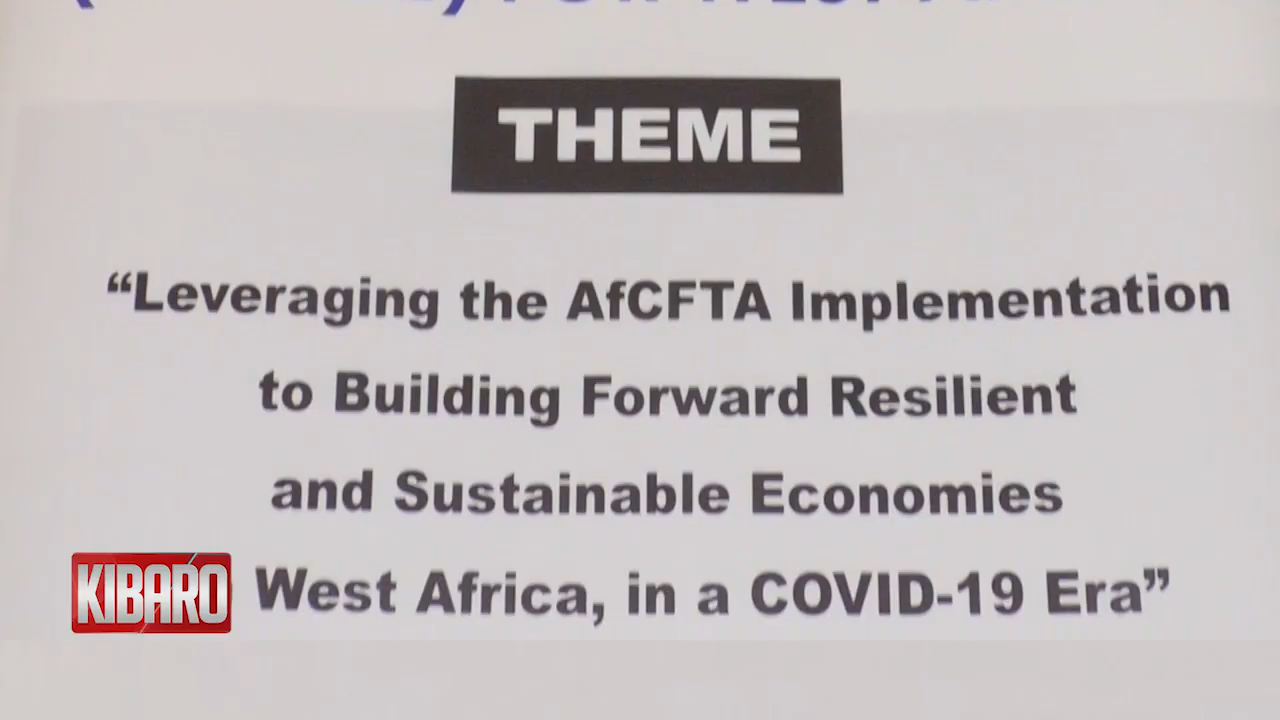 THEME
“Leveraging the AfCFTA Implementation
to Building Forward Resilient
and Sustainable Economies
West Africa, in a COVID-19 Era”
KIBARO